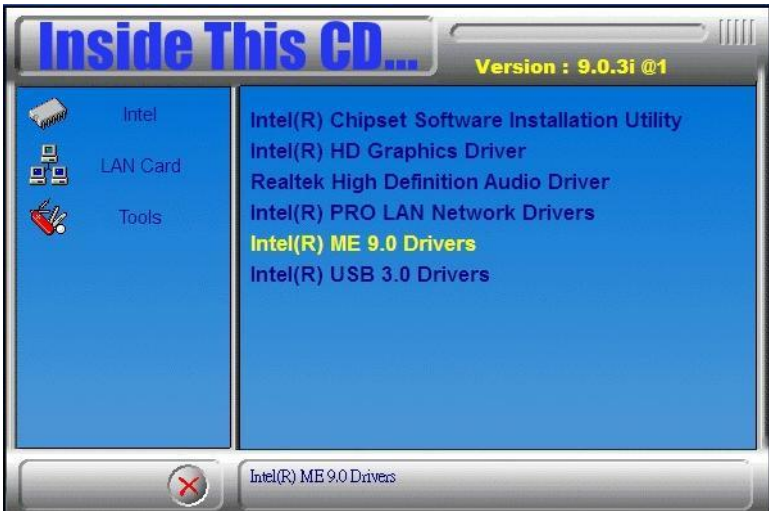 Inside This CD...
Version : 9.0.3i @1
Intel
LAN Card
Tools
Intel(R) Chipset Software Installation Utility
Intel(R) HD Graphics Driver
Realtek High Definition Audio Driver
Intel(R) PRO LAN Network Drivers
Intel(R) ME 9.0 Drivers
Intel(R) USB 3.0 Drivers
Intel(R) ME 9.0 Drivers